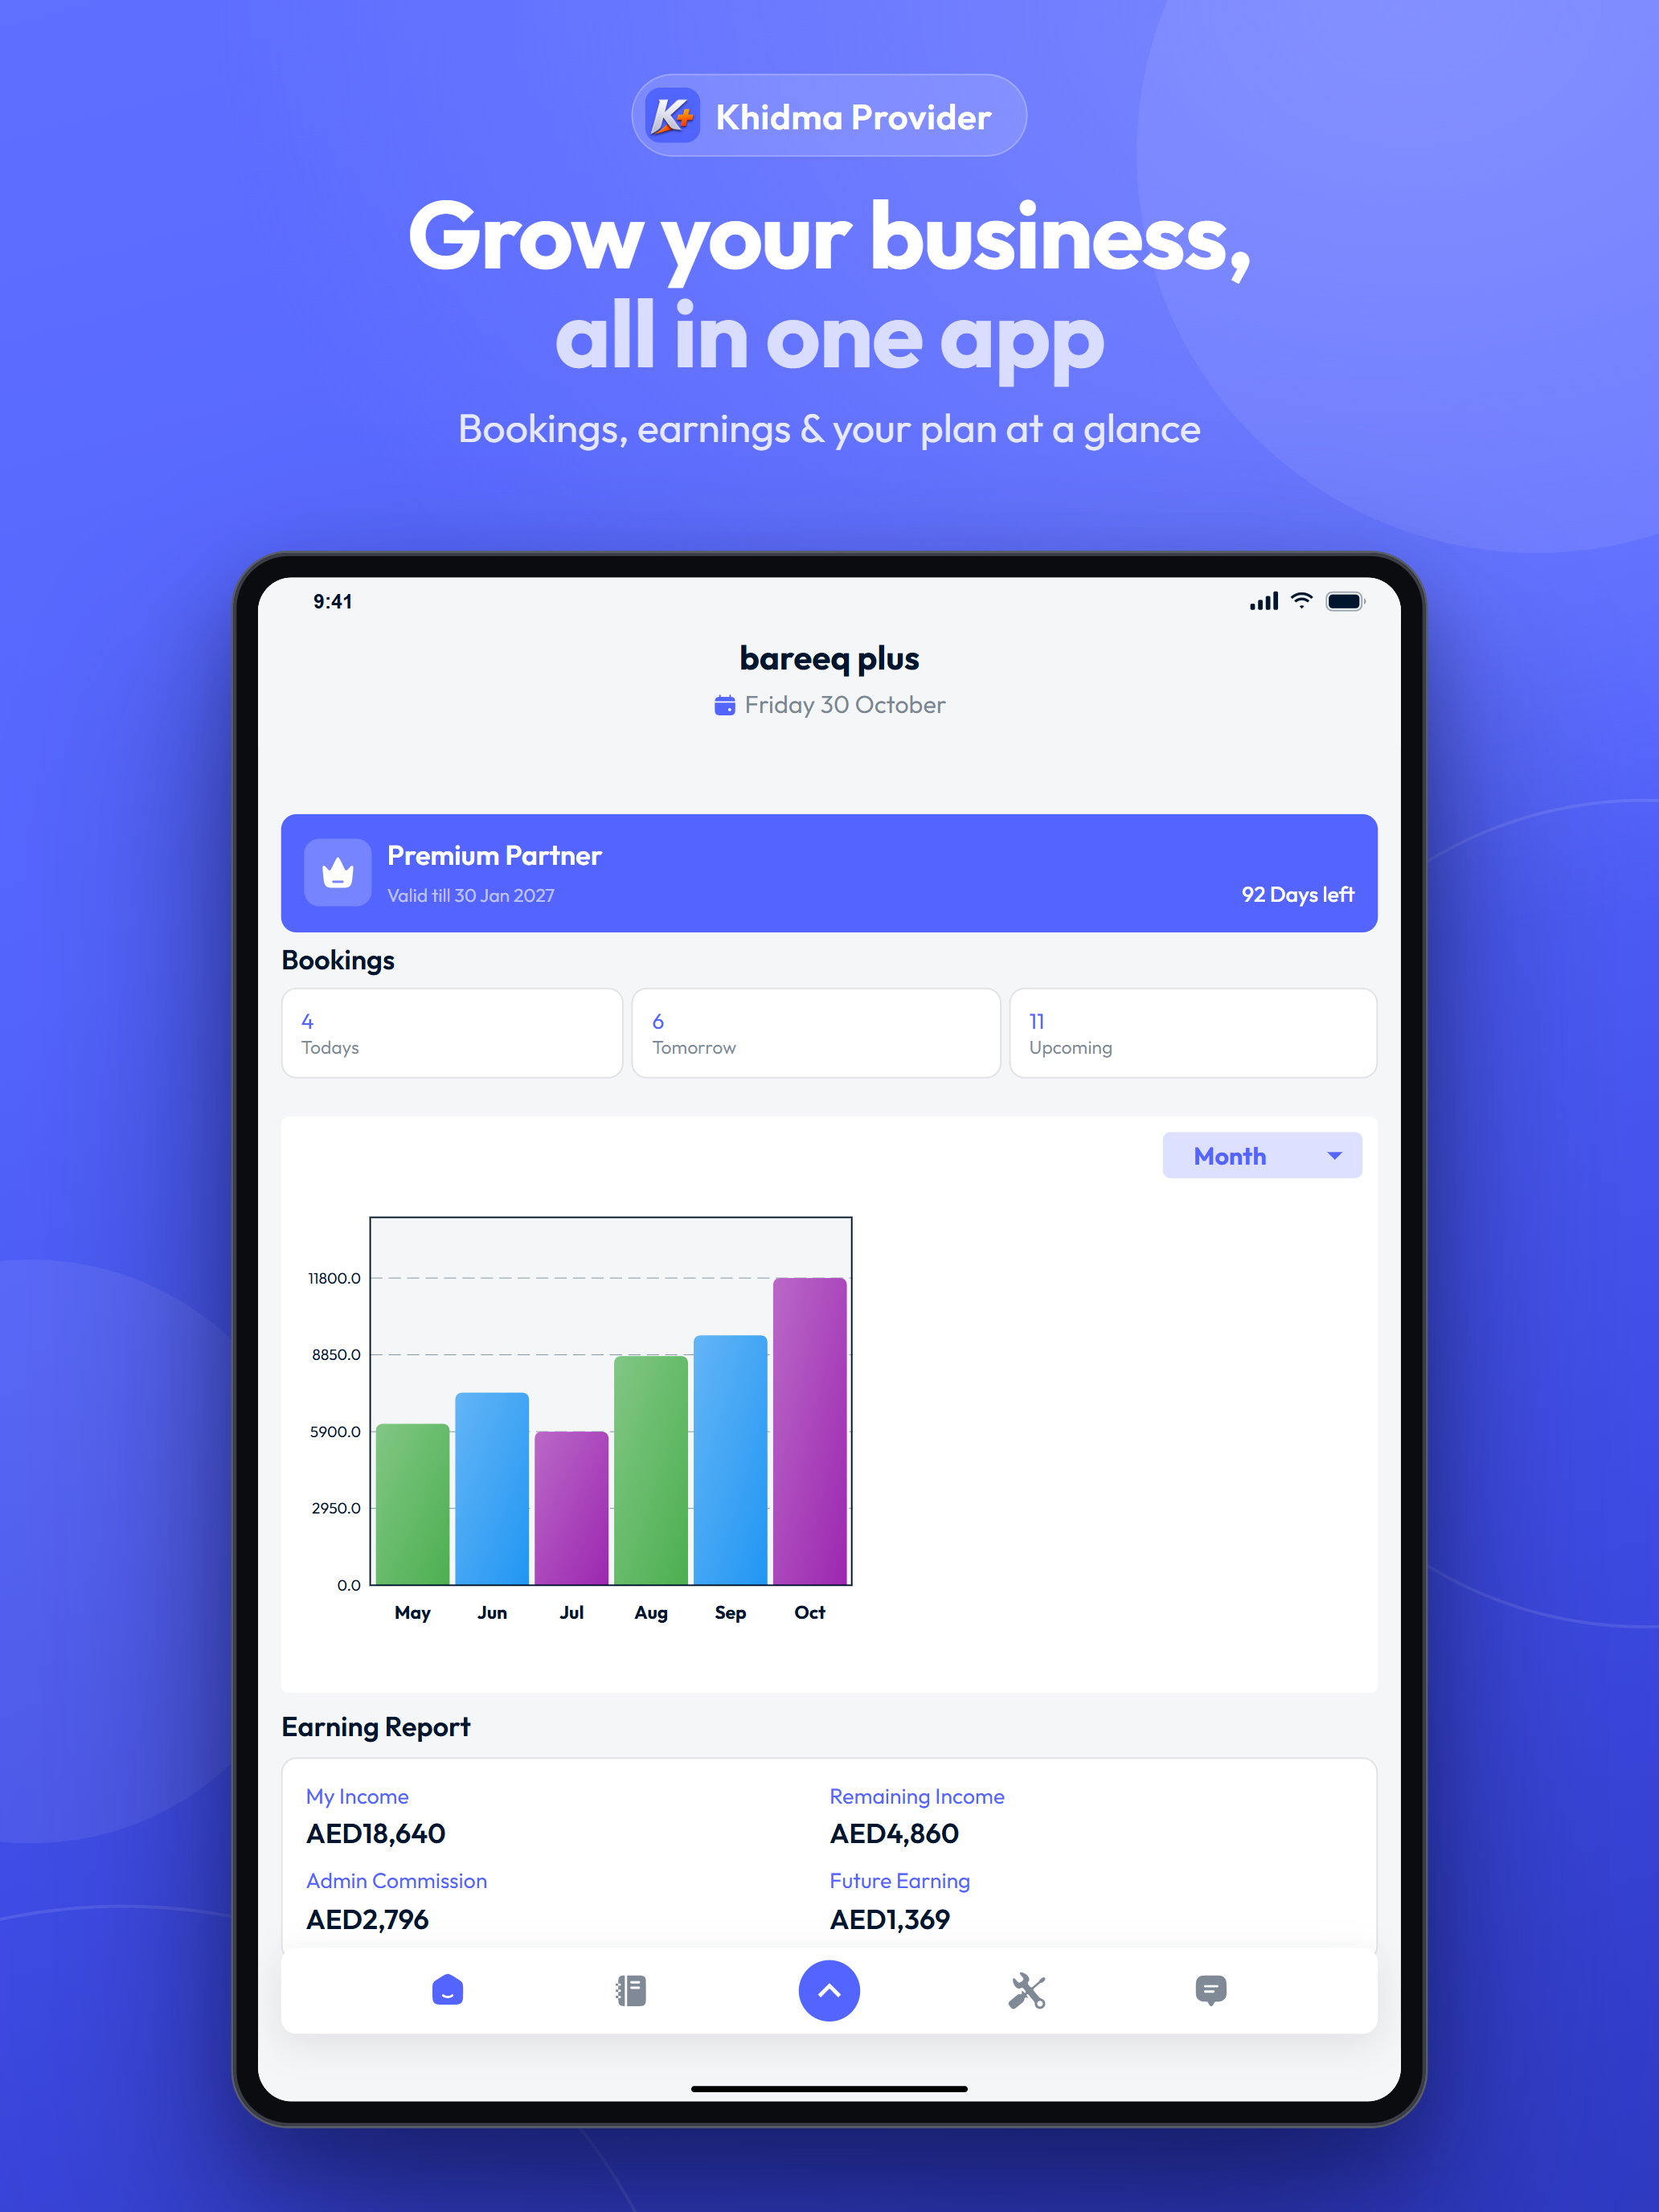 K+ Khidma Provider
Grow your business,
all in one app
Bookings, earnings & your plan at a glance
9:41
bareeq plus
Friday 30 October
Premium Partner
Valid till 30 Jan 2027
92 Days left
Bookings
4
Todays
6
Tomorrow
11
Upcoming
Month
11800.0
8850.0
5900.0
2950.0
0.0
May Jun Jul Aug Sep Oct
Earning Report
My Income
AED18,640
Remaining Income
AED4,860
Admin Commission
AED2,796
Future Earning
AED1,369